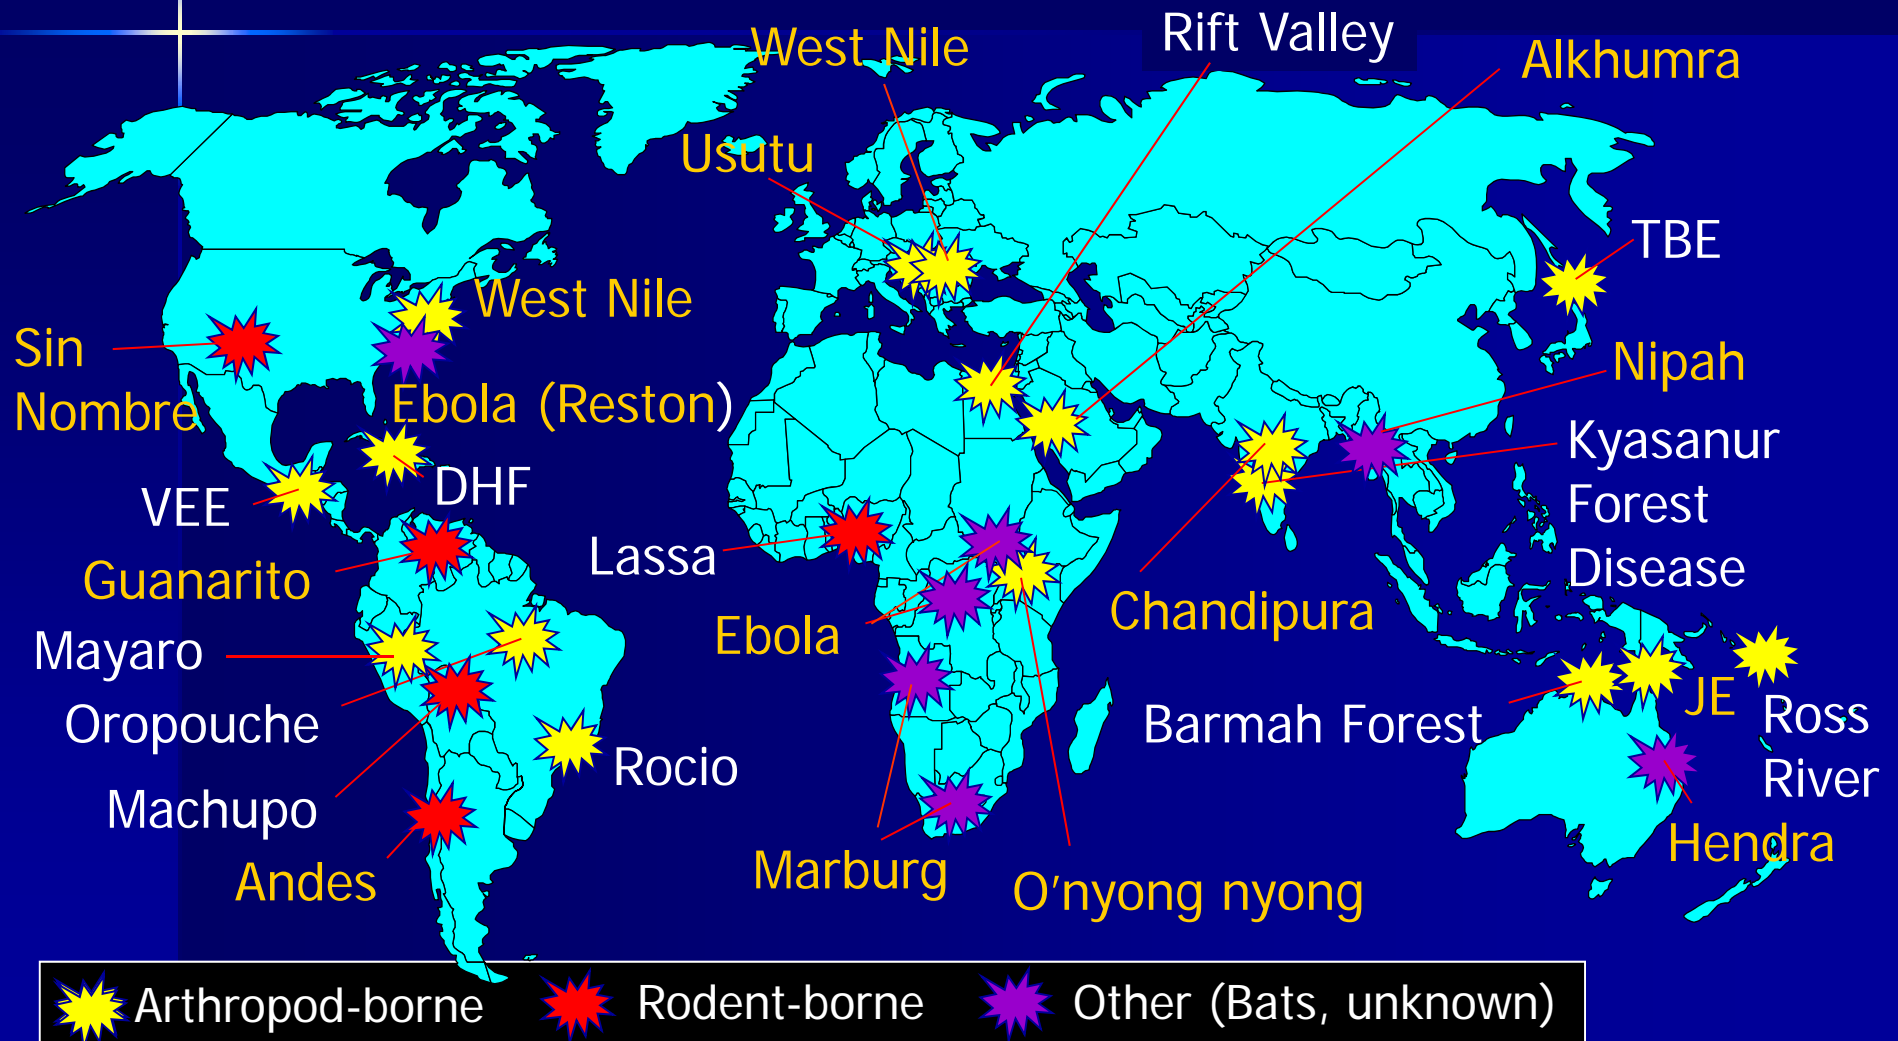 Rift Valley
West Nile
Alkhumra
Usutu
TBE
West Nile
Sin
Nombre
Nipah
Ebola (Reston)
Kyasanur
Forest
Disease
DHF
VEE
Lassa
Guanarito
Chandipura
Ebola
Mayaro
Oropouche
Barmah Forest
JE
Ross
River
Rocio
Machupo
Hendra
Andes
Marburg
O'nyong nyong
Arthropod-borne
Rodent-borne
Other (Bats, unknown)